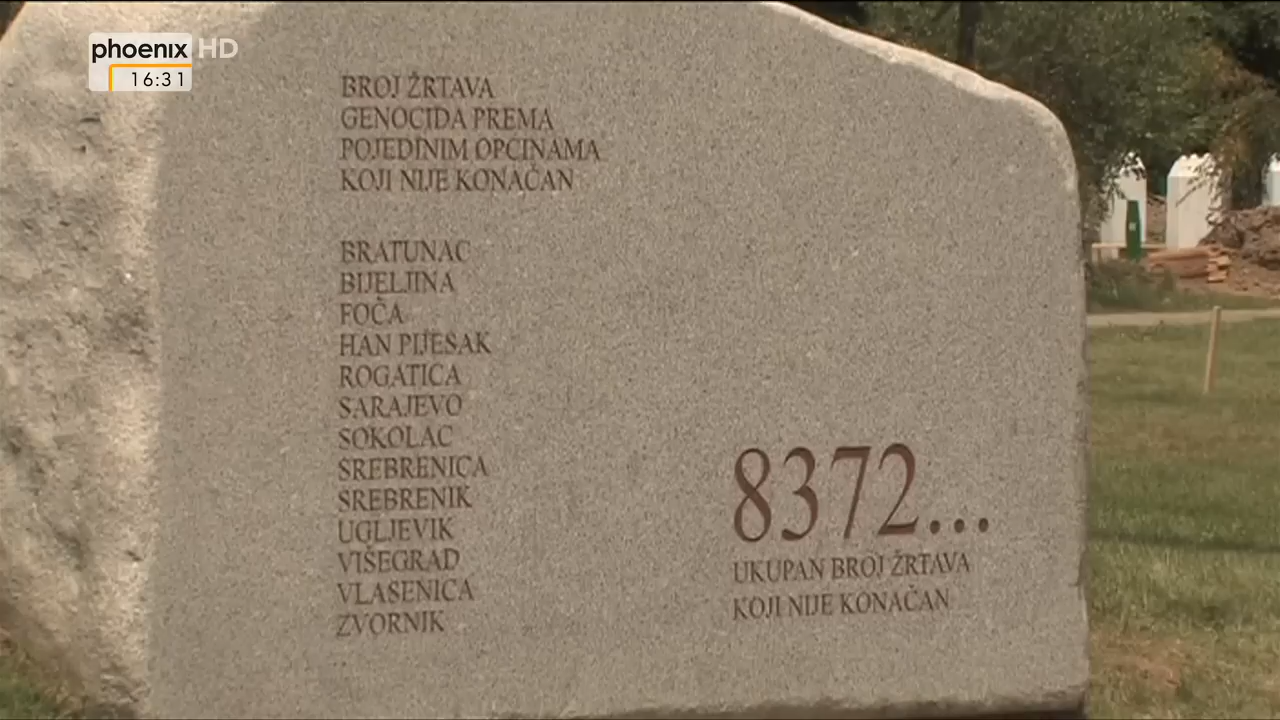 phoenix HD
16:31
BROJ ŽRTAVA
GENOCIDA PREMA
POJEDINIM OPĆINAMA
KOJI NIJE KONAČAN
BRATUNAC
BIJELJINA
FOČA
HAN PIJESAK
ROGATICA
SARAJEVO
SOKOLAC
SREBRENICA
SREBRENIK
UGLJEVIK
VIŠEGRAD
VLASENICA
ZVORNIK
8372...
UKUPAN BROJ ŽRTAVA
KOJI NIJE KONAČAN